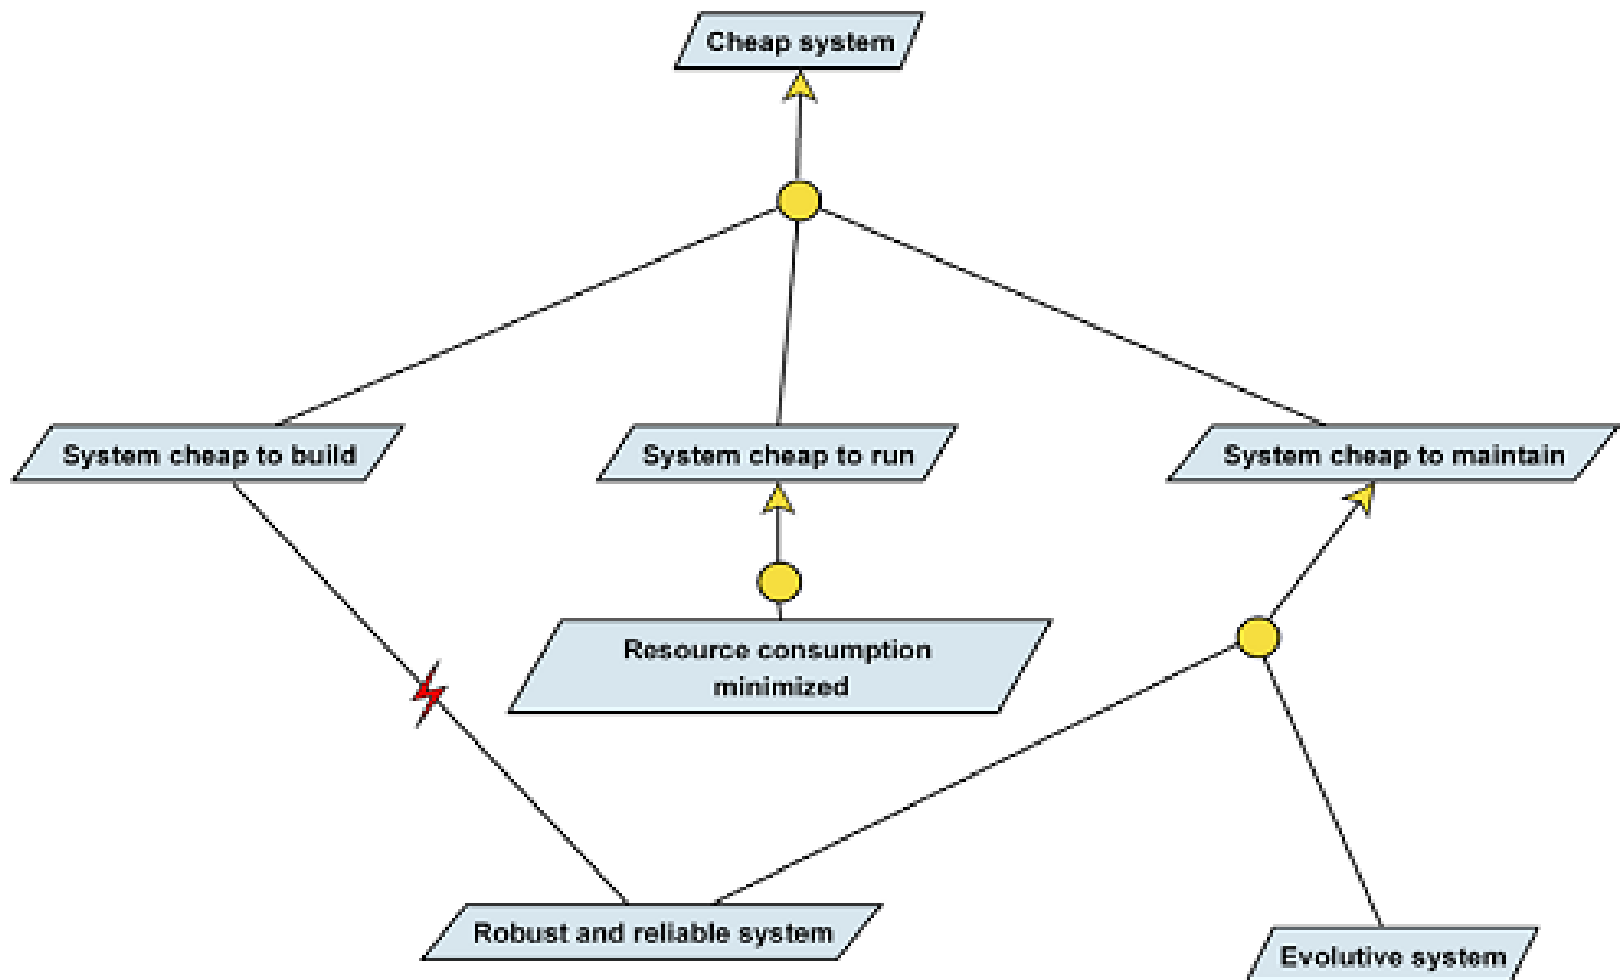 Cheap system
System cheap to build
System cheap to run
System cheap to maintain
Resource consumption
minimized
Robust and reliable system
Evolutive system